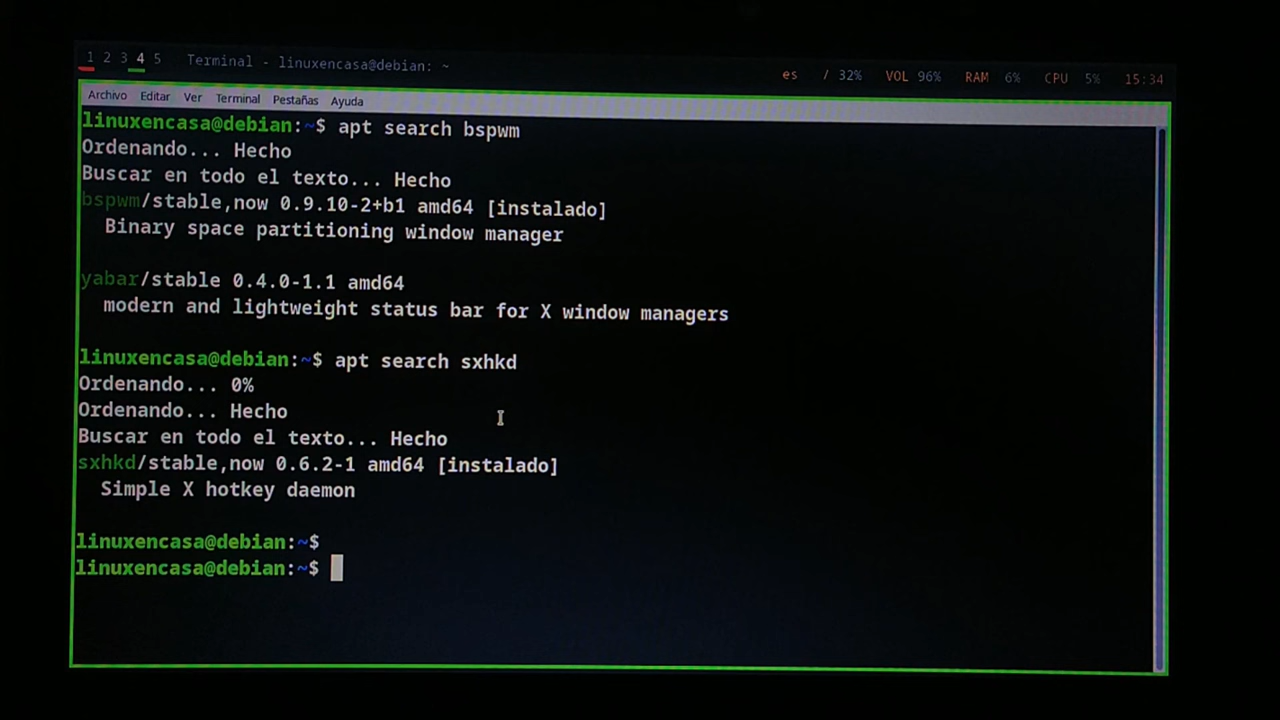 1 2 3 4 5 Terminal - linuxencasa@debian: ~
es / 32% VOL 96% RAM 6% CPU 5% 15:34
Archivo Editar Ver Terminal Pestañas Ayuda
linuxencasa@debian:~$ apt search bspwm
Ordenando... Hecho
Buscar en todo el texto... Hecho
bspwm/stable,now 0.9.10-2+b1 amd64 [instalado]
Binary space partitioning window manager
yabar/stable 0.4.0-1.1 amd64
modern and lightweight status bar for X window managers
linuxencasa@debian:~$ apt search sxhkd
Ordenando... 0%
Ordenando... Hecho
Buscar en todo el texto... Hecho
sxhkd/stable,now 0.6.2-1 amd64 [instalado]
Simple X hotkey daemon
linuxencasa@debian:~$
linuxencasa@debian:~$